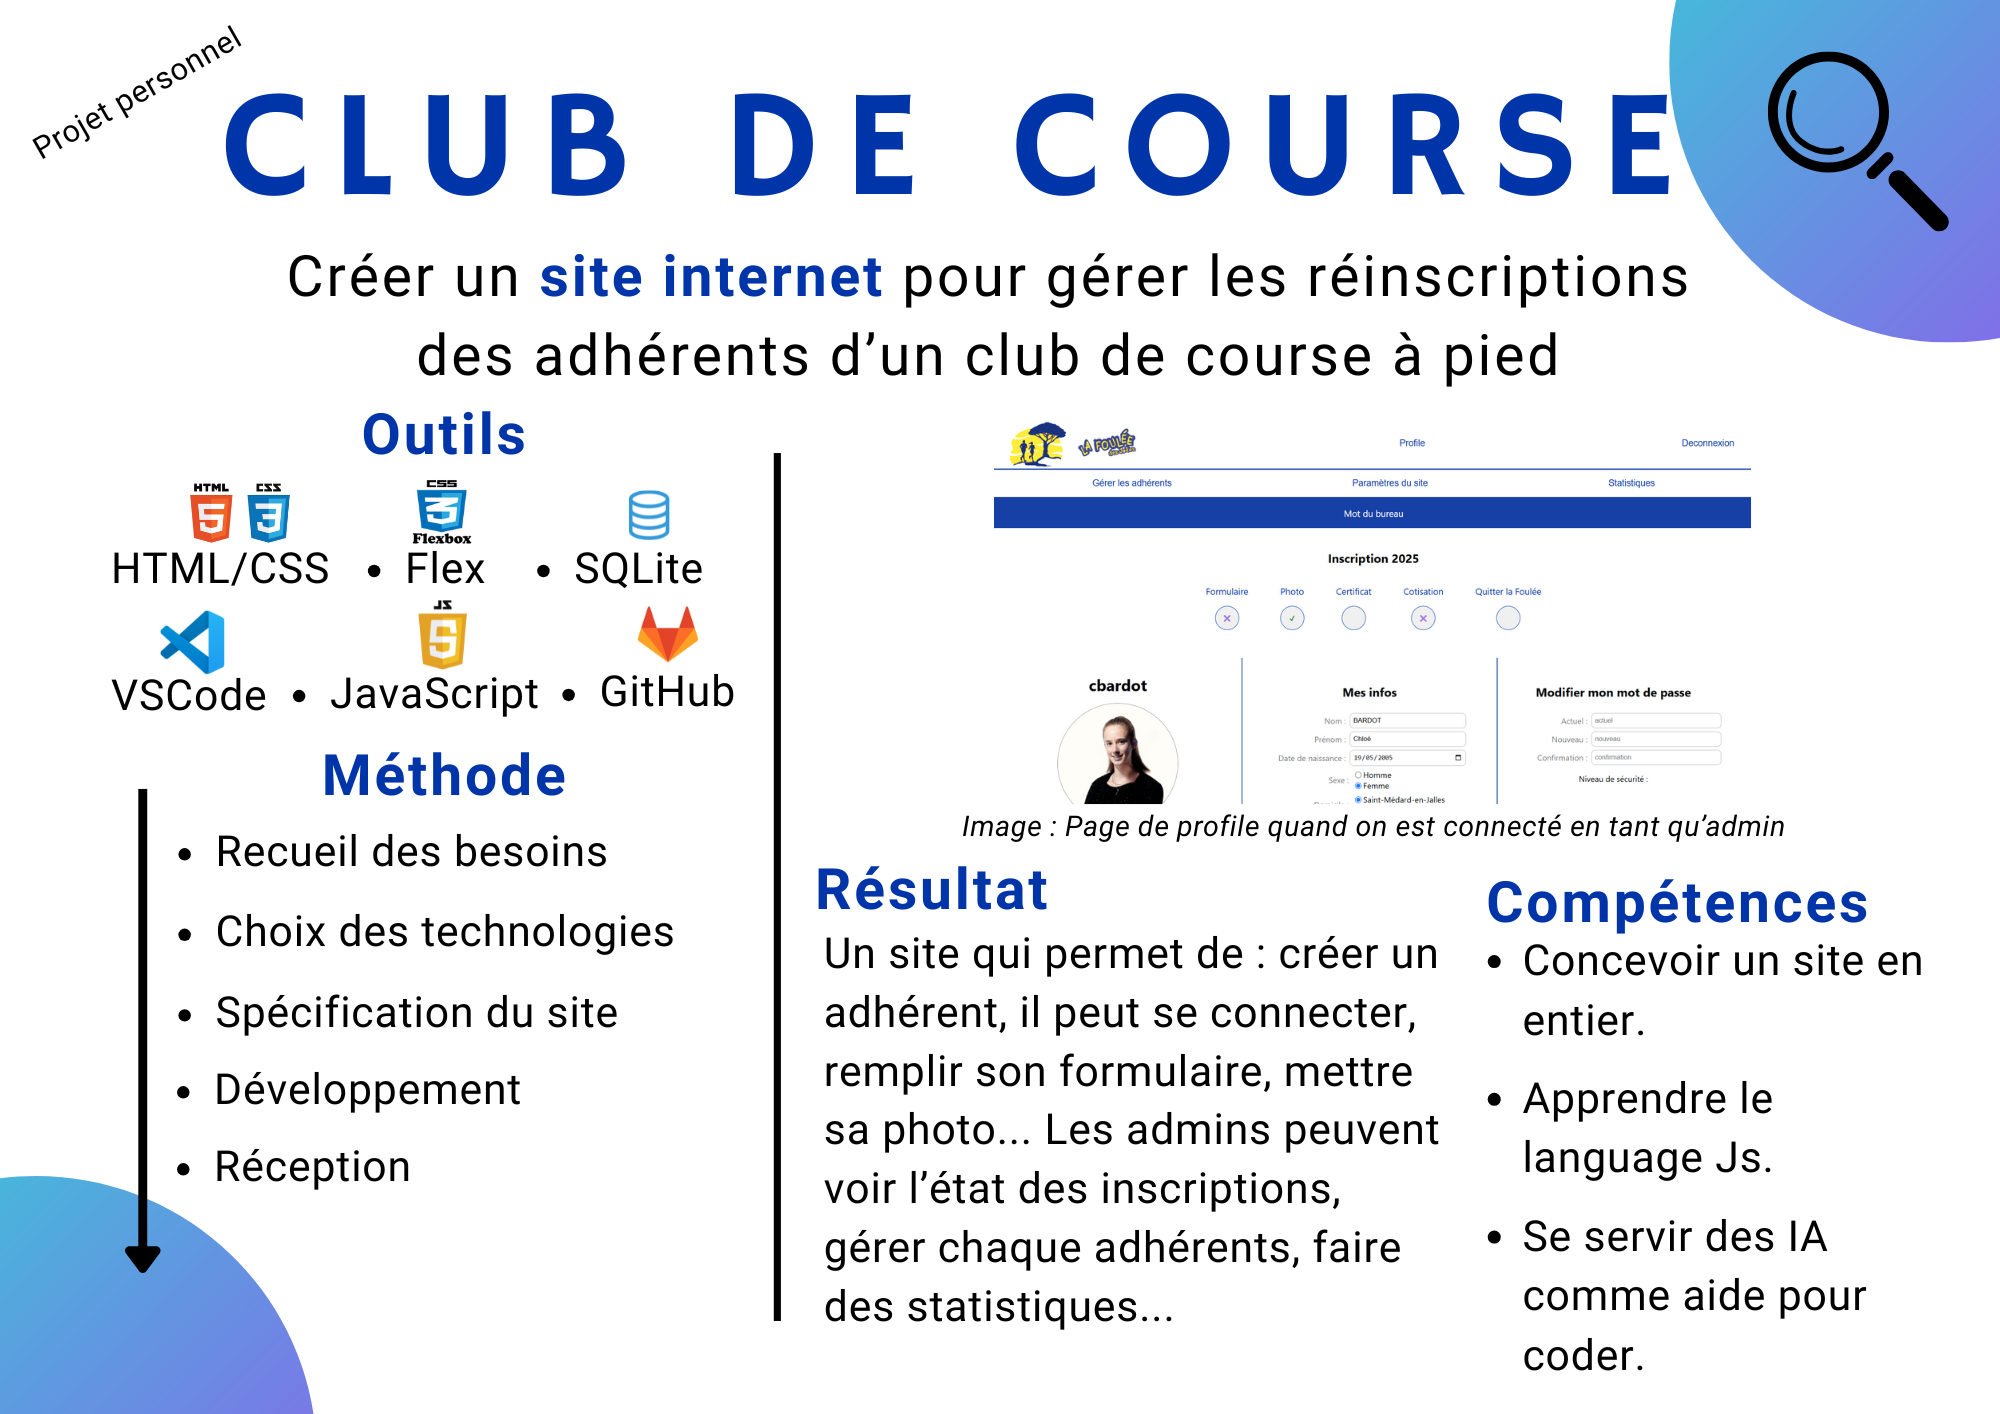 Projet personnel
CLUB DE COURSE
Créer un site internet pour gérer les réinscriptions
des adhérents d’un club de course à pied
Outils
HTML CSS
HTML/CSS
CSS
Flexbox
• Flex
• SQLite
VSCode
JS
• JavaScript
• GitHub
Méthode
• Recueil des besoins
• Choix des technologies
• Spécification du site
• Développement
• Réception
LA FOULÉE
Profile
Deconnexion
Gérer les adhérents
Paramètres du site
Statistiques
Mot du bureau
Inscription 2025
Formulaire Photo Certificat Cotisation Quitter la Foulée
cbardot
Mes infos
Nom : BARDOT
Prénom : Chloé
Date de naissance : 19/05/2005
Sexe : Homme
Femme
Saint-Médard-en-Jalles
Modifier mon mot de passe
Actuel : actuel
Nouveau : nouveau
Confirmation : confirmation
Niveau de sécurité :
Image : Page de profile quand on est connecté en tant qu’admin
Résultat
Un site qui permet de : créer un
adhérent, il peut se connecter,
remplir son formulaire, mettre
sa photo... Les admins peuvent
voir l’état des inscriptions,
gérer chaque adhérents, faire
des statistiques...
Compétences
• Concevoir un site en
entier.
• Apprendre le
language Js.
• Se servir des IA
comme aide pour
coder.